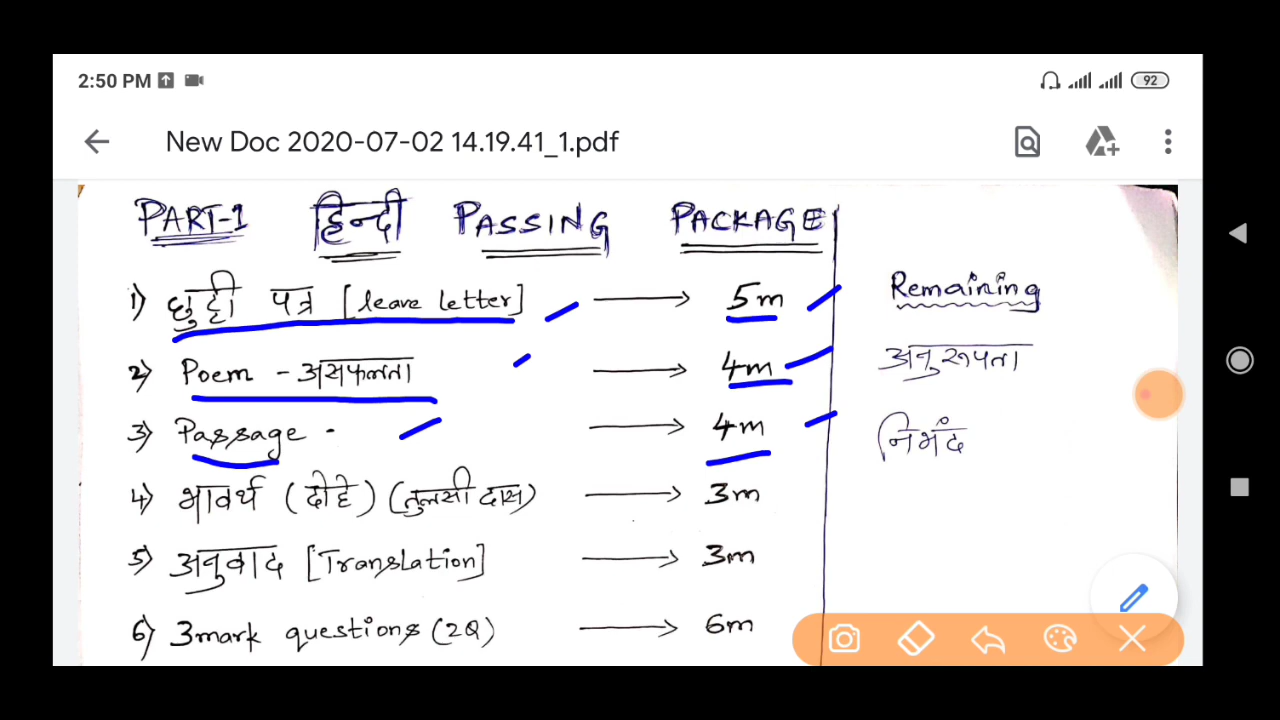 2:50 PM 92
New Doc 2020-07-02 14.19.41_1.pdf
PART-1 हिन्दी PASSING PACKAGE
1) छुट्टी पत्र [leave letter] → 5m
2) Poem - असफलता → 4m
3) Passage - → 4m
4) भावर्थ (दोहे) (तुलसी दास) → 3m
5) अनुवाद [Translation] → 3m
6) 3mark questions (2Q) → 6m
Remaining
अनुरूपता
निभंद